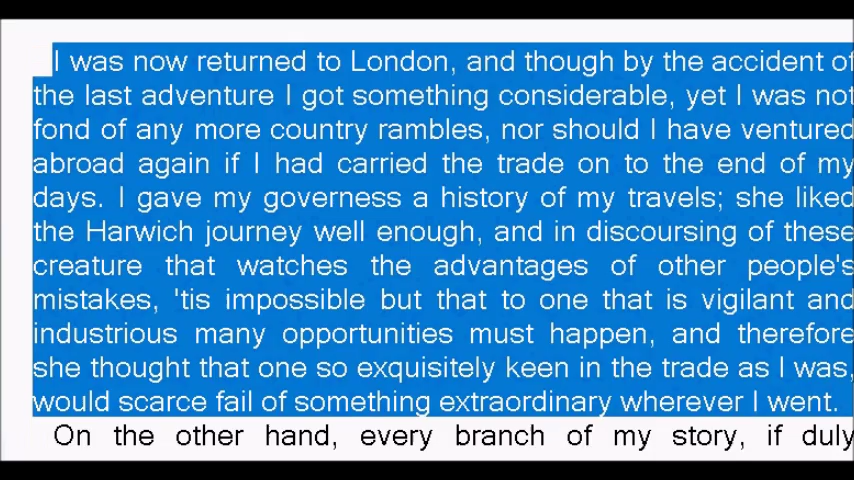 I was now returned to London, and though by the accident of
the last adventure I got something considerable, yet I was not
fond of any more country rambles, nor should I have ventured
abroad again if I had carried the trade on to the end of my
days. I gave my governess a history of my travels; she liked
the Harwich journey well enough, and in discoursing of these
creature that watches the advantages of other people's
mistakes, 'tis impossible but that to one that is vigilant and
industrious many opportunities must happen, and therefore
she thought that one so exquisitely keen in the trade as I was,
would scarce fail of something extraordinary wherever I went.
On the other hand, every branch of my story, if duly